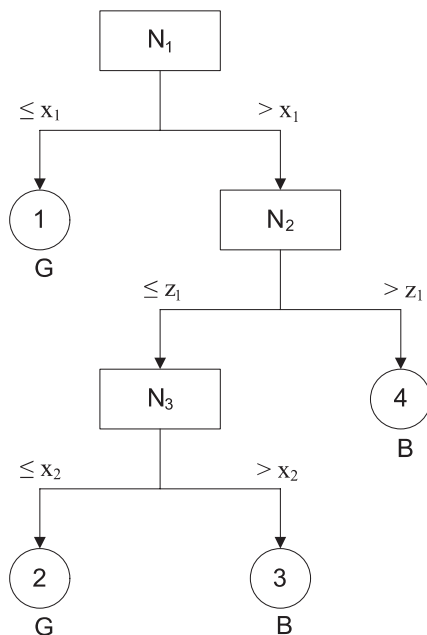 N₁
≤ x₁
> x₁
1
G
N₂
≤ z₁
> z₁
N₃
4
B
≤ x₂
> x₂
2
G
3
B